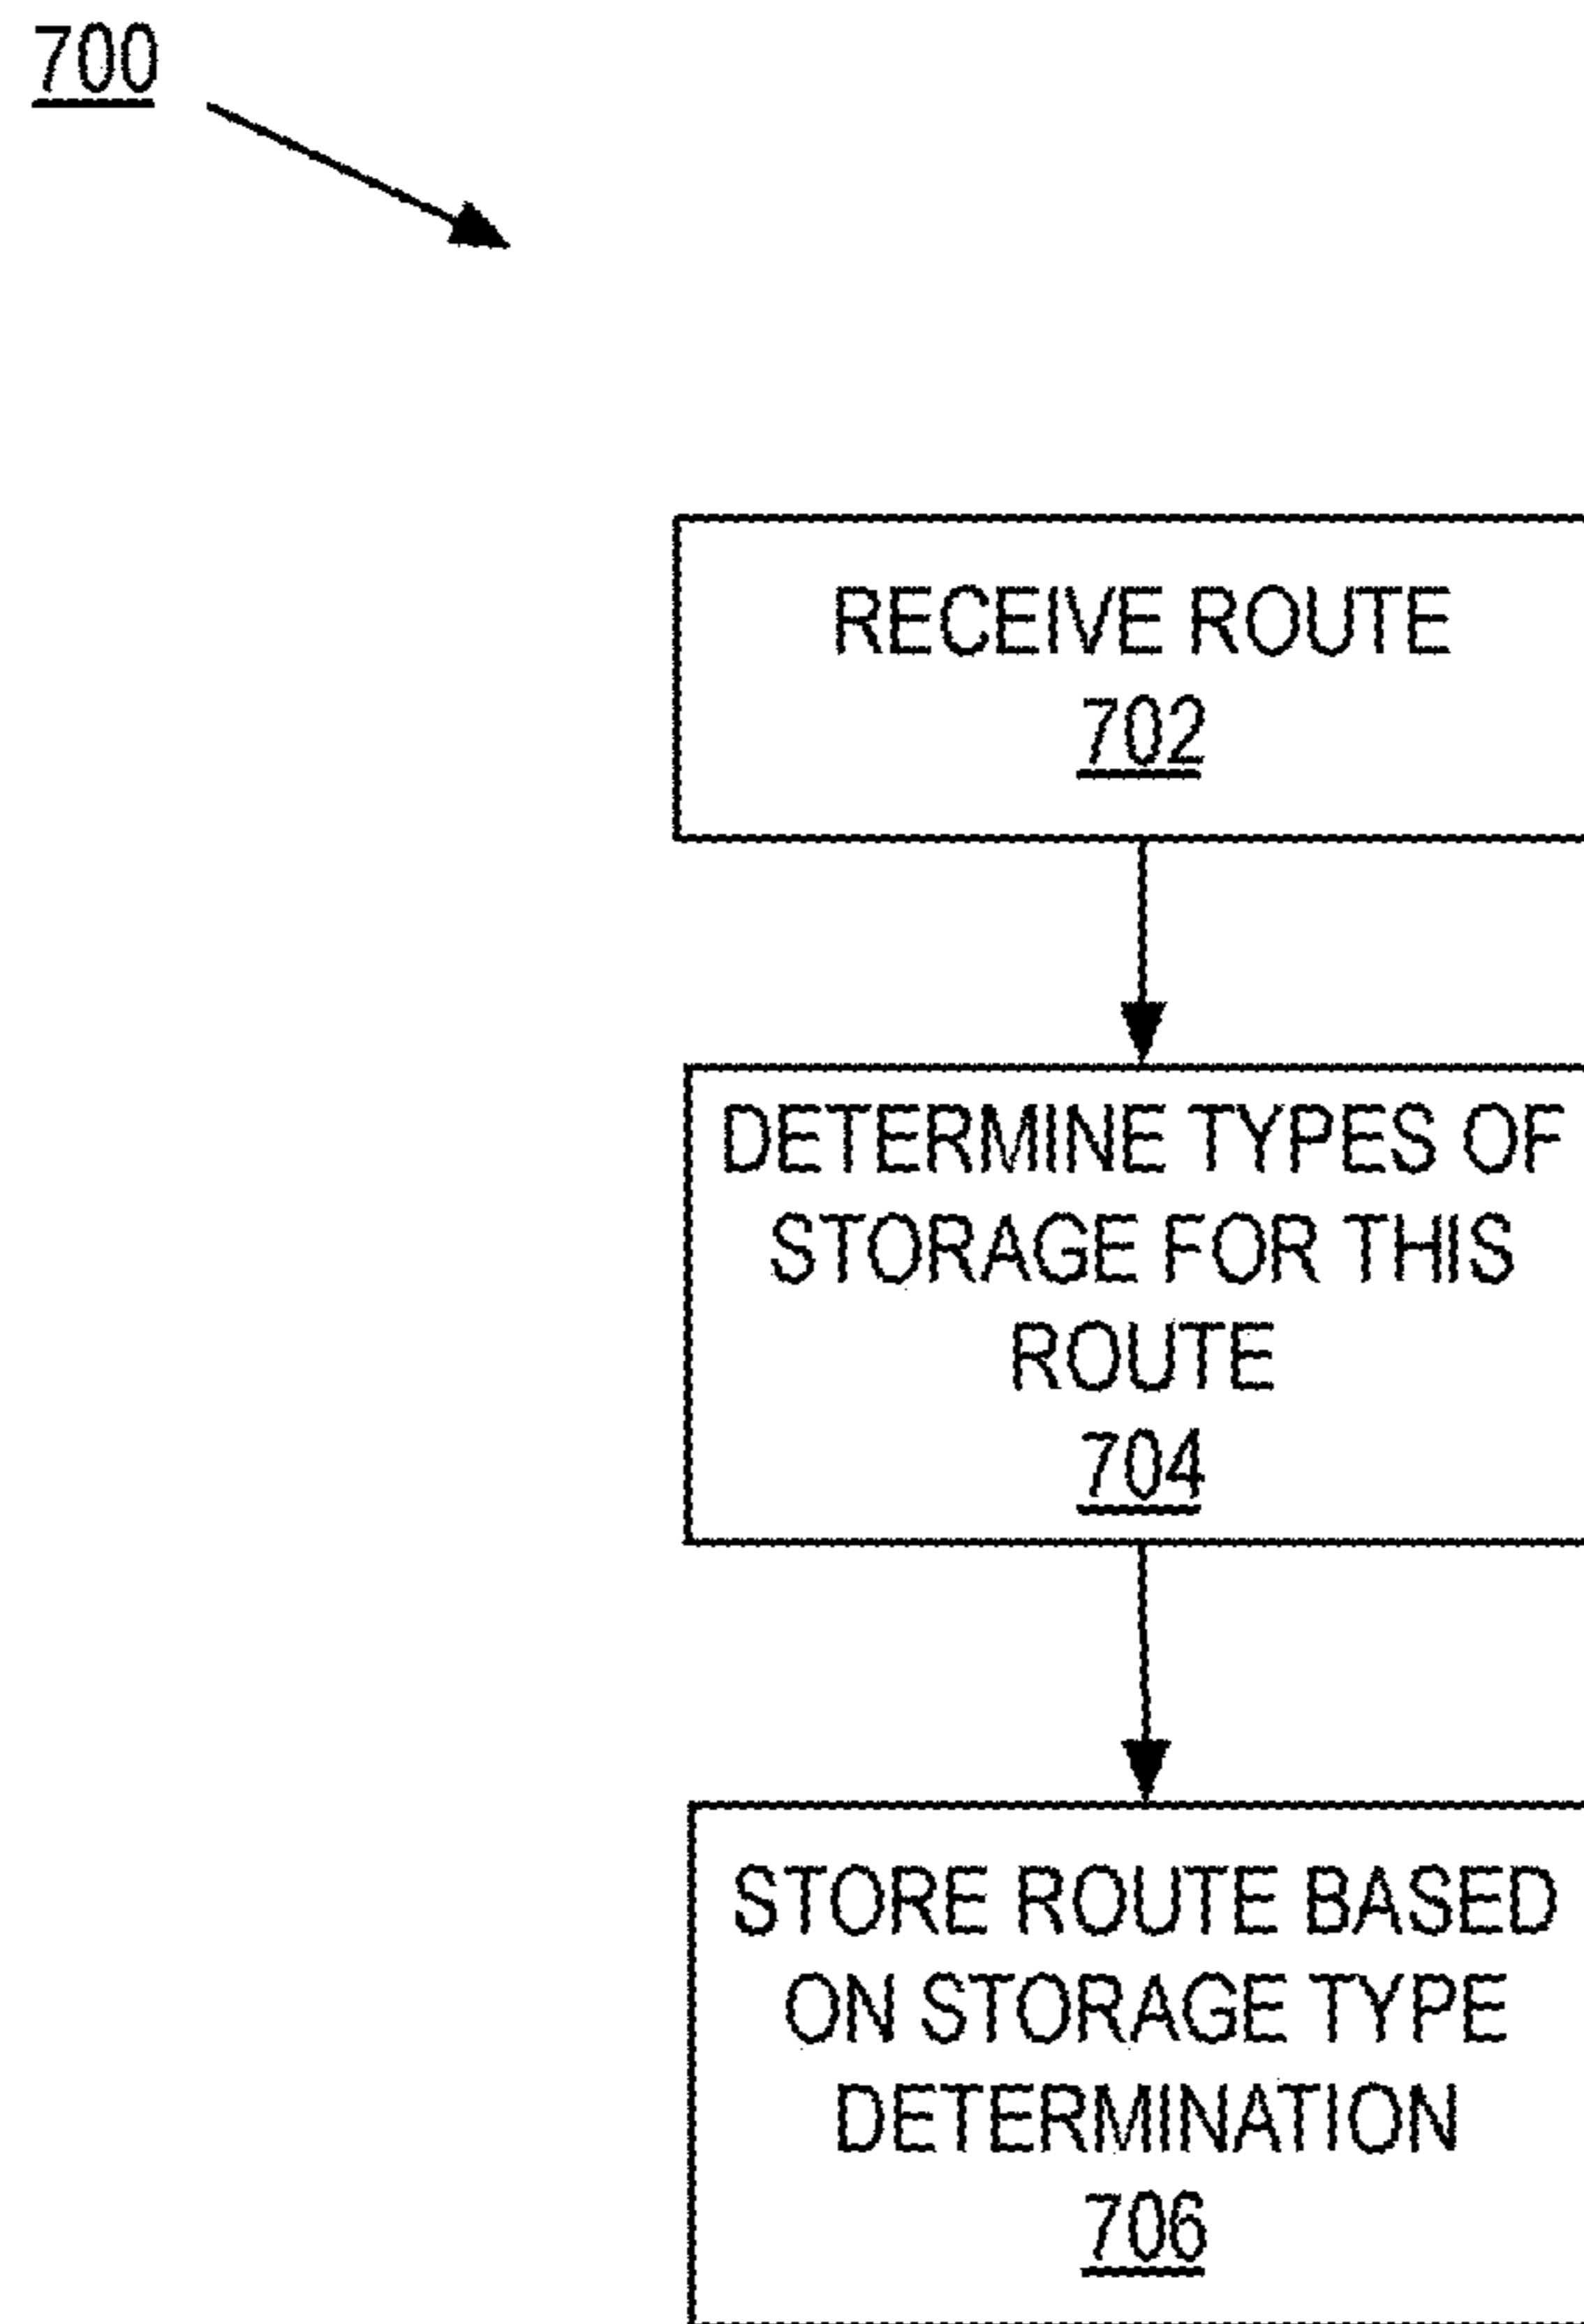 700
RECEIVE ROUTE
702
DETERMINE TYPES OF
STORAGE FOR THIS
ROUTE
704
STORE ROUTE BASED
ON STORAGE TYPE
DETERMINATION
706